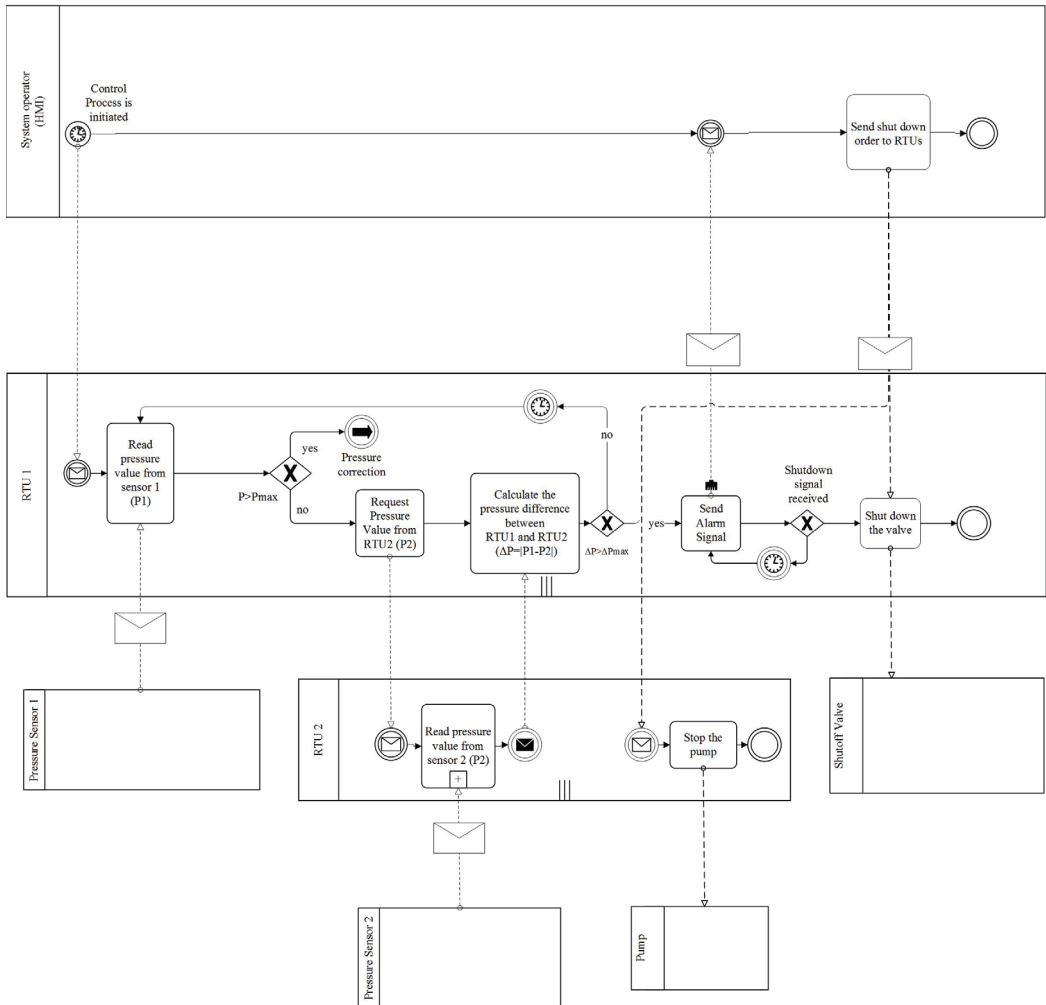 System operator
(HMI)
Control
Process is
initiated
Send shut down
order to RTUs
RTU 1
Read
pressure
value from
sensor 1
(P1)
P>Pmax
yes
Pressure
correction
no
Request
Pressure
Value from
RTU2 (P2)
Calculate the
pressure difference
between
RTU1 and RTU2
(ΔP=|P1-P2|)
no
ΔP>ΔPmax
yes
Send
Alarm
Signal
Shutdown
signal
received
Shut down
the valve
Pressure Sensor 1
RTU 2
Read pressure
value from
sensor 2 (P2)
Stop the
pump
Shutoff Valve
Pressure Sensor 2
Pump